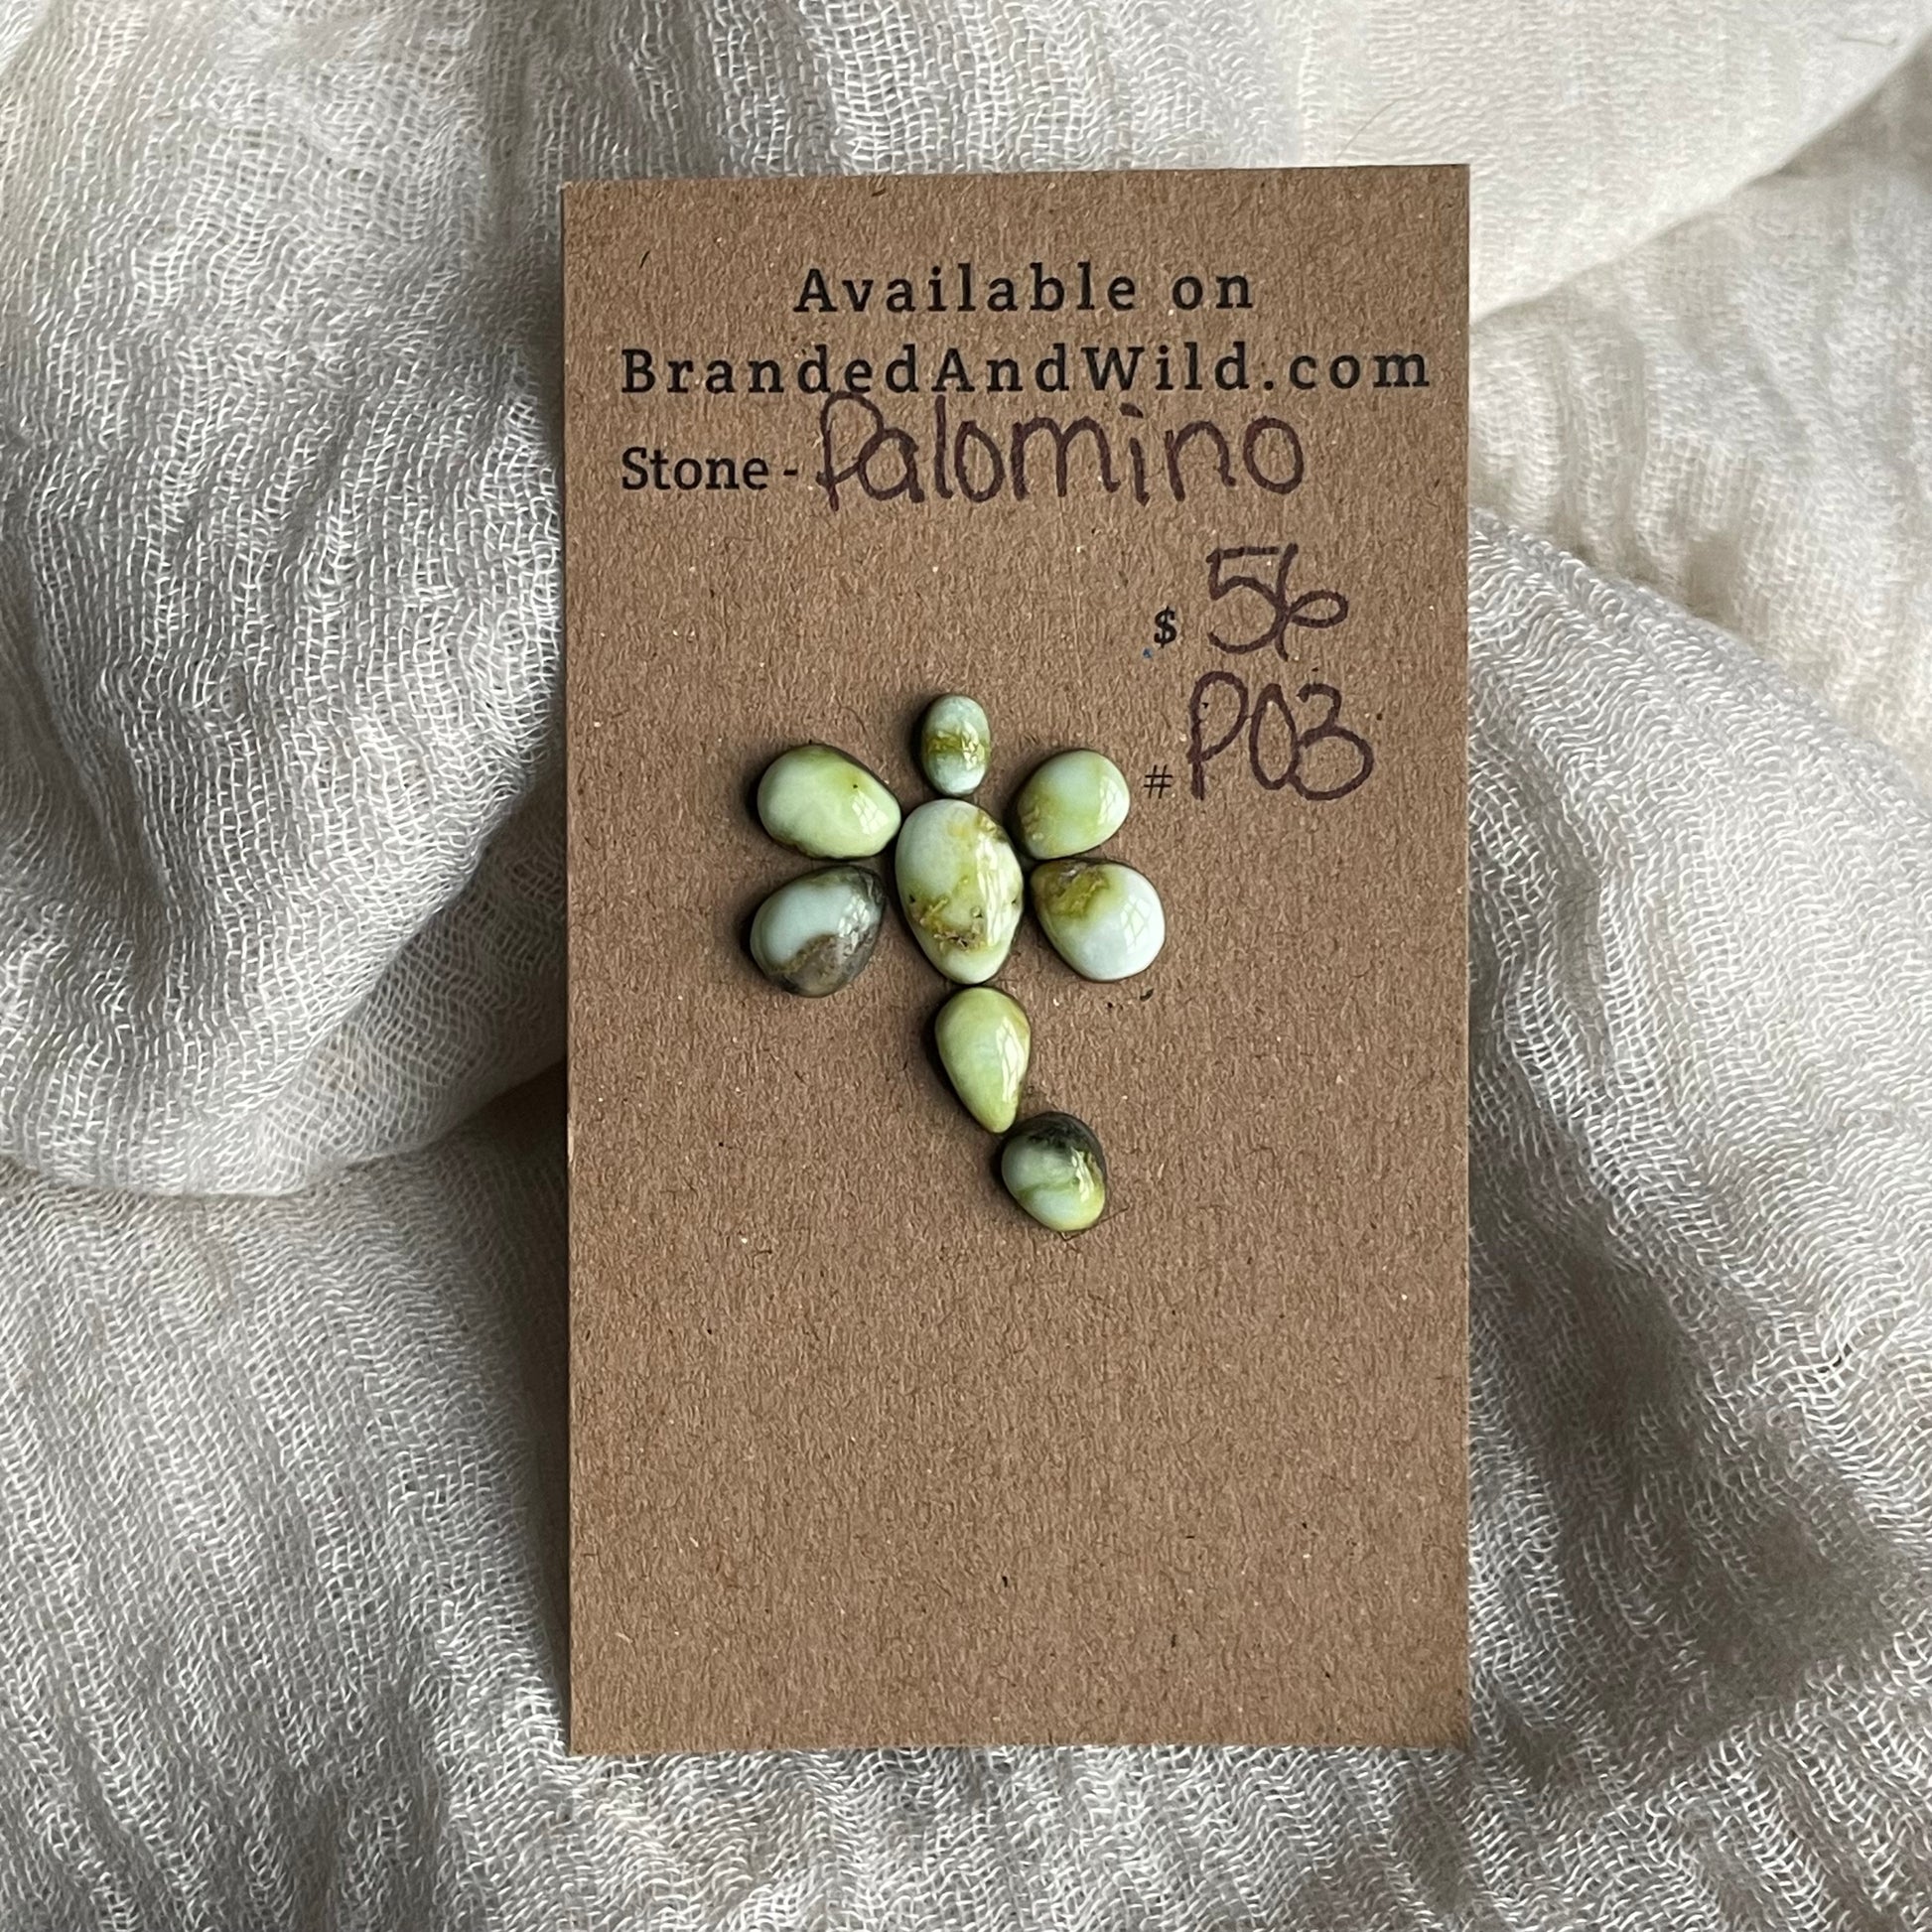 Available on
BrandedAndWild.com
Stone - Palomino
$ 56
# P03